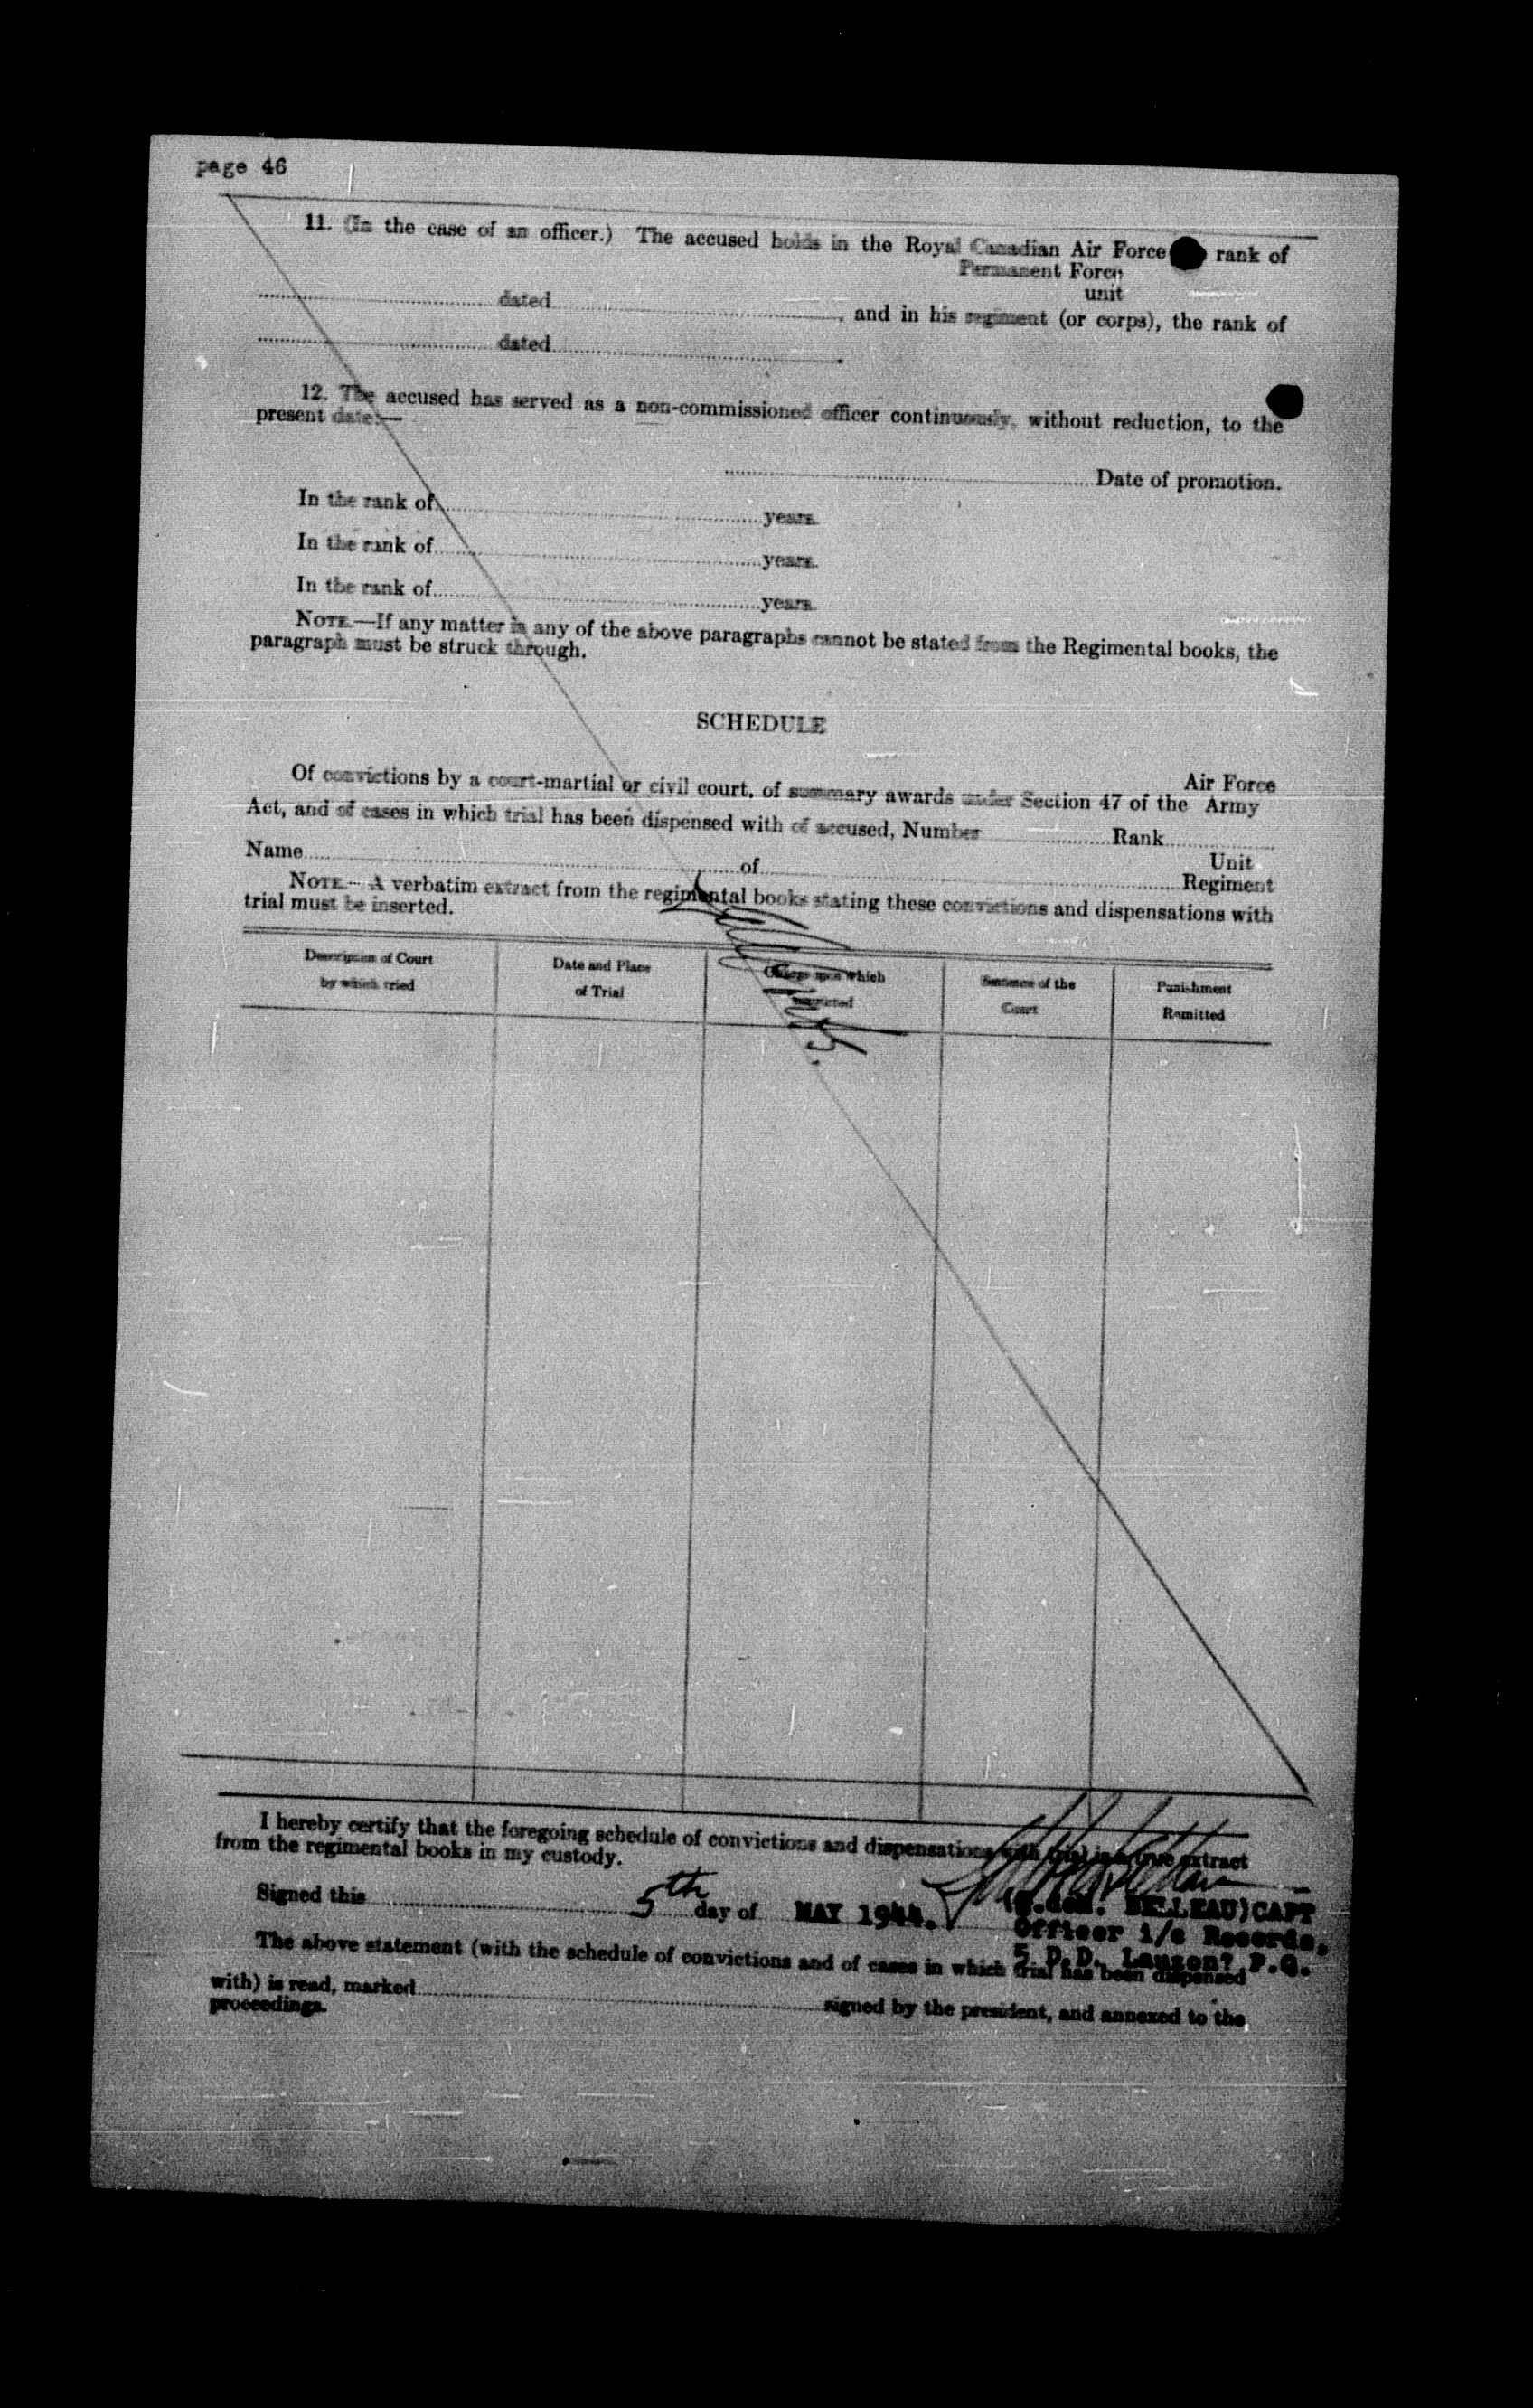 page 46
11. (In the case of an officer.) The accused holds in the Royal Canadian Air Force rank of
Permanent Force
unit
dated and in his regiment (or corps), the rank of
dated
12. The accused has served as a non-commissioned officer continuously, without reduction, to the
present date:—
Date of promotion.
In the rank of years.
In the rank of years.
In the rank of years.
NOTE.—If any matter in any of the above paragraphs cannot be stated from the Regimental books, the
paragraph must be struck through.
SCHEDULE
Of convictions by a court-martial or civil court, of summary awards under Section 47 of the Air Force
Army
Act, and of cases in which trial has been dispensed with of accused, Number Rank
Name of Unit
Regiment
NOTE.— A verbatim extract from the regimental books stating these convictions and dispensations with
trial must be inserted.
Description of Court
by which tried
Date and Place
of Trial
Charge upon which
convicted
Sentence of the
Court
Punishment
Remitted
I hereby certify that the foregoing schedule of convictions and dispensations with trial is a true extract
from the regimental books in my custody.
Signed this 5th day of MAY 1944.
BELLEAU) CAPT
Officer i/c Records,
5 D.D. Lauzon? P.Q.
The above statement (with the schedule of convictions and of cases in which trial has been dispensed
with) is read, marked signed by the president, and annexed to the
proceedings.